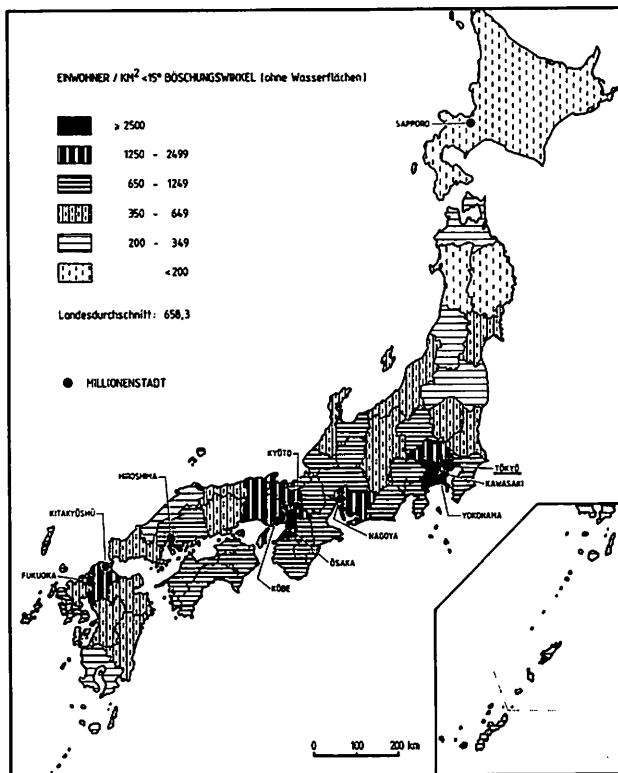 EINWOHNER / KM² <15° BÖSCHUNGSWINKEL (ohne Wasserflächen)
≥ 2500
1250 - 2499
650 - 1249
350 - 649
200 - 349
<200
Landesdurchschnitt: 658,3
MILLIONENSTADT
SAPPORO
KYŌTO
TŌKYŌ
HIROSHIMA
KAWASAKI
KITAKYŪSHŪ
YOKOHAMA
NAGOYA
ŌSAKA
FUKUOKA
KŌBE
0 100 200 km